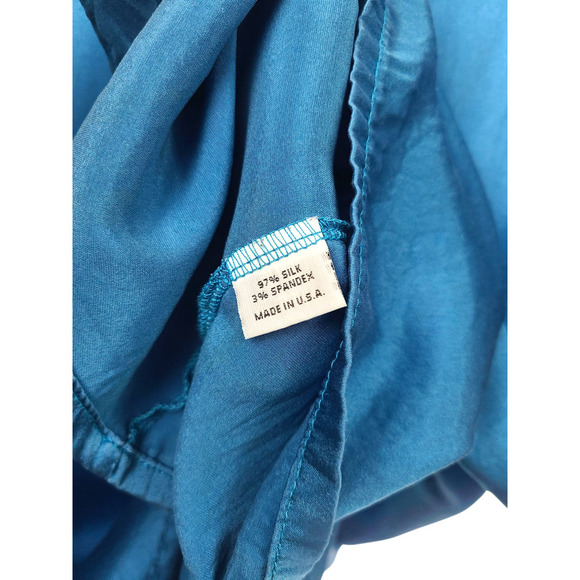 97% SILK
3% SPANDEX
MADE IN U.S.A.